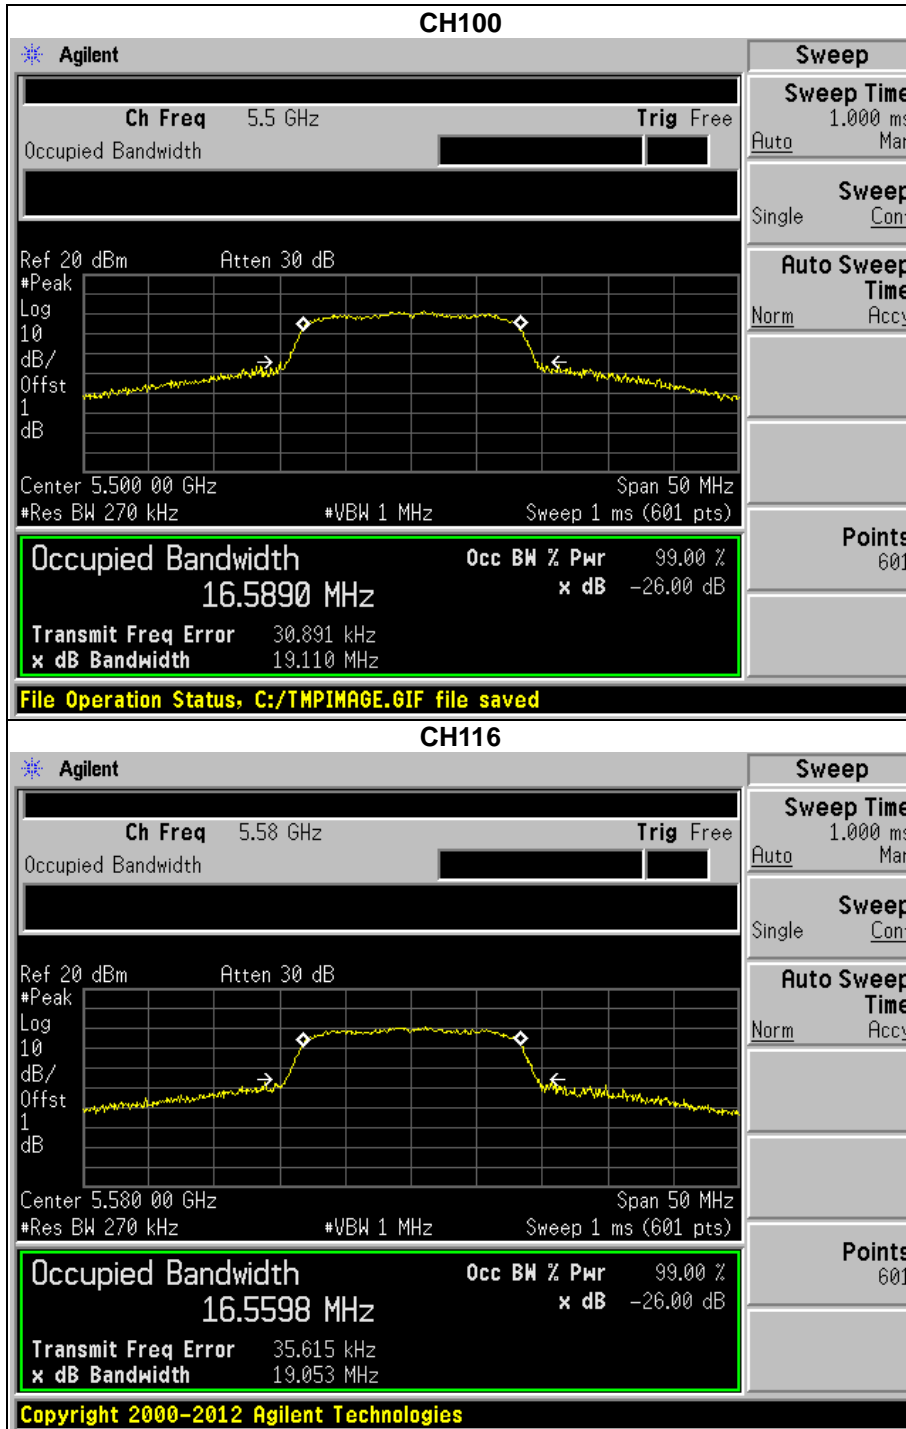 CH100
Agilent
Sweep
Ch Freq 5.5 GHz Trig Free
Occupied Bandwidth
Sweep Time
1.000 ms
Auto Man
Sweep
Single Cont
Auto Sweep
Time
Norm Accy
Ref 20 dBm Atten 30 dB
#Peak
Log
10
dB/
Offst
1
dB
Center 5.500 00 GHz Span 50 MHz
#Res BW 270 kHz #VBW 1 MHz Sweep 1 ms (601 pts)
Points
601
Occupied Bandwidth Occ BW % Pwr 99.00 %
16.5890 MHz x dB -26.00 dB
Transmit Freq Error 30.891 kHz
x dB Bandwidth 19.110 MHz
File Operation Status, C:/TMPIMAGE.GIF file saved
CH116
Agilent
Sweep
Ch Freq 5.58 GHz Trig Free
Occupied Bandwidth
Sweep Time
1.000 ms
Auto Man
Sweep
Single Cont
Auto Sweep
Time
Norm Accy
Ref 20 dBm Atten 30 dB
#Peak
Log
10
dB/
Offst
1
dB
Center 5.580 00 GHz Span 50 MHz
#Res BW 270 kHz #VBW 1 MHz Sweep 1 ms (601 pts)
Points
601
Occupied Bandwidth Occ BW % Pwr 99.00 %
16.5598 MHz x dB -26.00 dB
Transmit Freq Error 35.615 kHz
x dB Bandwidth 19.053 MHz
Copyright 2000-2012 Agilent Technologies